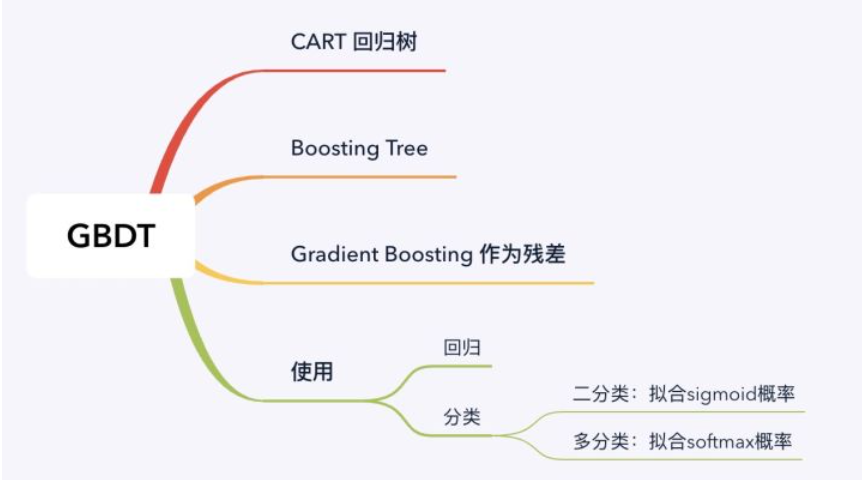 CART 回归树
Boosting Tree
GBDT
Gradient Boosting 作为残差
使用
回归
分类
二分类：拟合sigmoid概率
多分类：拟合softmax概率